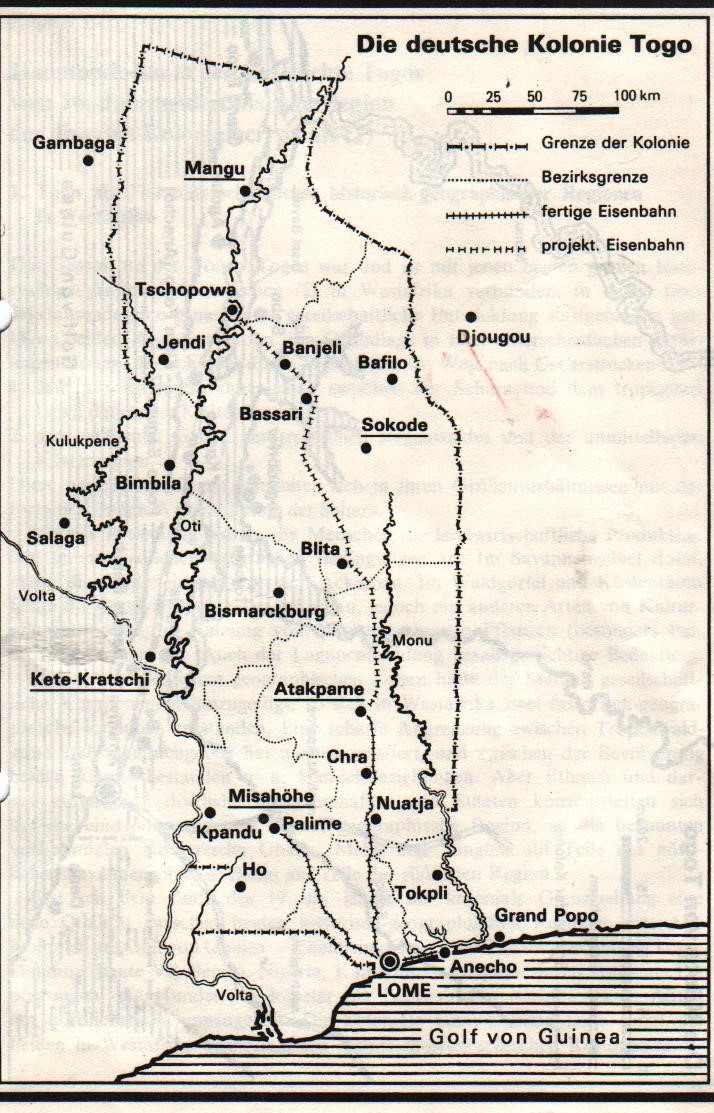 Die deutsche Kolonie Togo
0 25 50 75 100 km
Grenze der Kolonie
Bezirksgrenze
fertige Eisenbahn
projekt. Eisenbahn
Gambaga
Mangu
Tschopowa
Djougou
Jendi
Banjeli
Bafilo
Bassari
Sokode
Kulukpene
Bimbila
Salaga
Oti
Blita
Volta
Bismarckburg
Monu
Kete-Kratschi
Atakpame
Chra
Misahöhe
Nuatja
Kpandu
Palime
Ho
Tokpli
Grand Popo
Anecho
LOME
Volta
Golf von Guinea